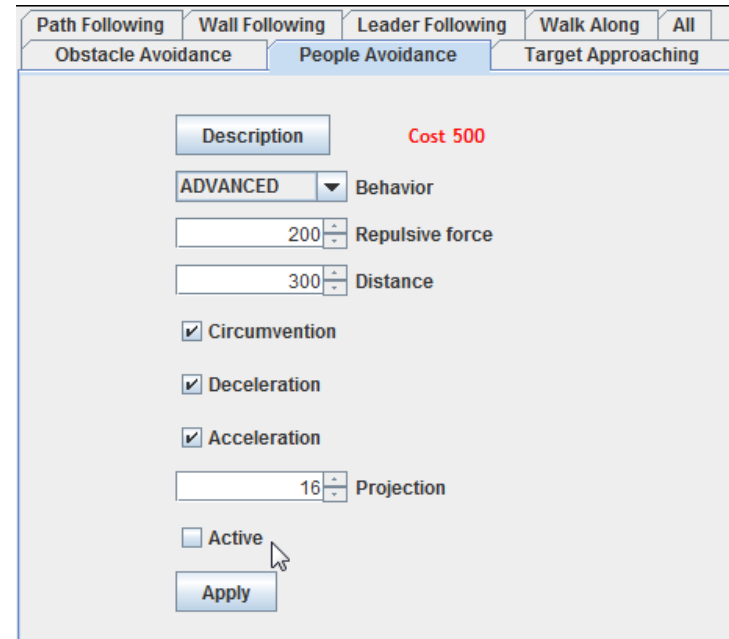 Path Following Wall Following Leader Following Walk Along All
Obstacle Avoidance People Avoidance Target Approaching
Description Cost 500
ADVANCED Behavior
200 Repulsive force
300 Distance
Circumvention
Deceleration
Acceleration
16 Projection
Active
Apply